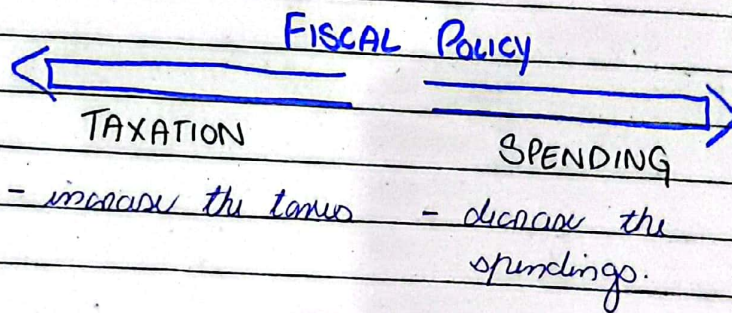 FISCAL POLICY
TAXATION
SPENDING
- increase the taxes
- decrease the
spendings.